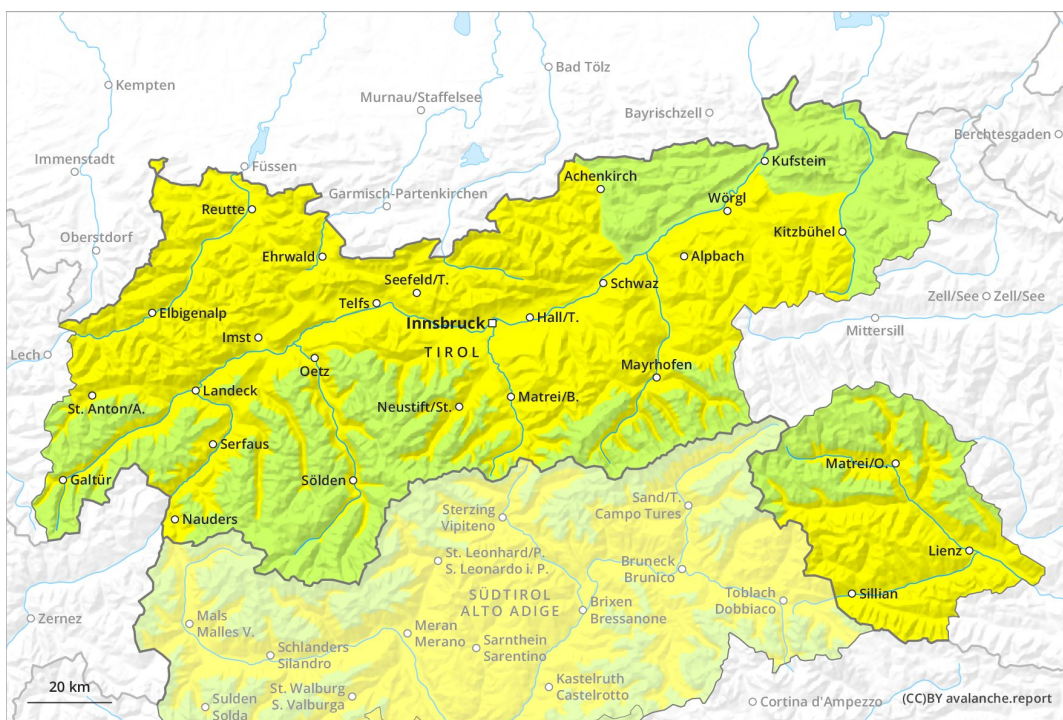 Bad Tölz
Kempten
Murnau/Staffelsee
Bayrischzell
Berchtesgaden
Immenstadt
Füssen
Kufstein
Achenkirch
Garmisch-Partenkirchen
Wörgl
Reutte
Oberstdorf
Kitzbühel
Ehrwald
Alpbach
Seefeld/T.
Schwaz
Zell/See
Zell/See
Telfs
Elbigenalp
Hall/T.
Innsbruck
Mittersill
Imst
TIROL
Lech
Oetz
Mayrhofen
Landeck
Matrei/B.
St. Anton/A.
Neustift/St.
Serfaus
Matrei/O.
Galtür
Sölden
Sand/T.
Campo Tures
Sterzing
Vipiteno
Nauders
Lienz
St. Leonhard/P.
S. Leonardo i. P.
Bruneck
Brunico
SÜDTIROL
ALTO ADIGE
Toblach
Dobbiaco
Sillian
Brixen
Bressanone
Zernez
Mals
Malles V.
Meran
Merano
Sarnthein
Sarentino
Schlanders
Silandro
Kastelruth
Castelrotto
20 km
St. Walburg
S. Valburga
Sulden
Solda
Cortina d'Ampezzo
(CC)BY avalanche.report